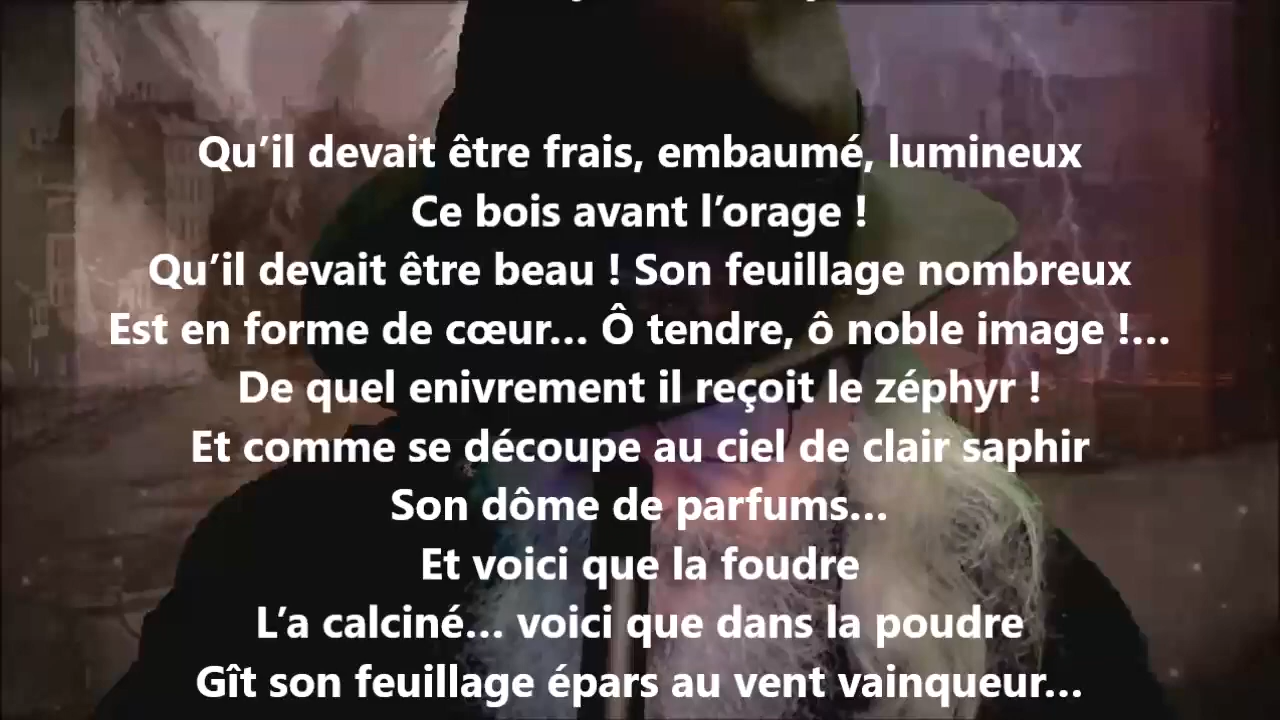 Qu’il devait être frais, embaumé, lumineux
Ce bois avant l’orage !
Qu’il devait être beau ! Son feuillage nombreux
Est en forme de cœur... Ô tendre, ô noble image !...
De quel enivrement il reçoit le zéphyr !
Et comme se découpe au ciel de clair saphir
Son dôme de parfums...
Et voici que la foudre
L’a calciné... voici que dans la poudre
Gît son feuillage épars au vent vainqueur...